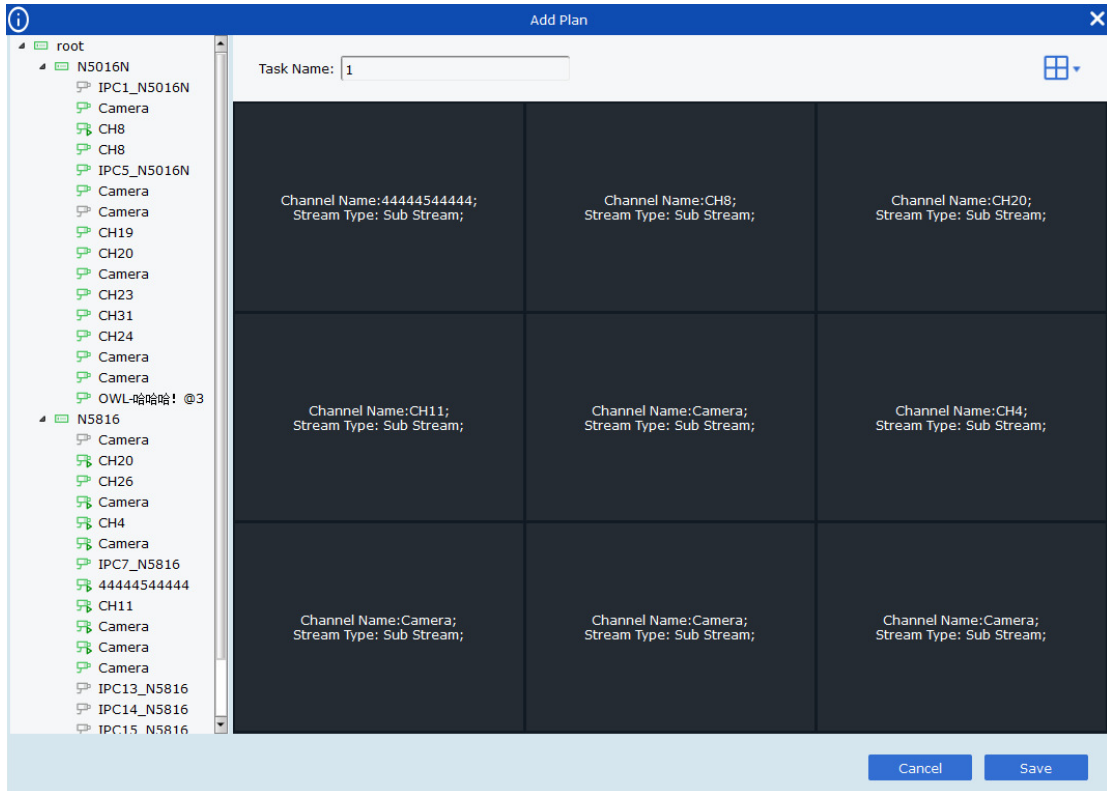 Add Plan
root
N5016N
IPC1_N5016N
Camera
CH8
CH8
IPC5_N5016N
Camera
Camera
CH19
CH20
Camera
CH23
CH31
CH24
Camera
Camera
OWL-哈哈哈! @3
N5816
Camera
CH20
CH26
Camera
CH4
Camera
IPC7_N5816
44444544444
CH11
Camera
Camera
Camera
IPC13_N5816
IPC14_N5816
IPC15_N5816
Task Name: 1
Channel Name:44444544444;
Stream Type: Sub Stream;
Channel Name:CH8;
Stream Type: Sub Stream;
Channel Name:CH20;
Stream Type: Sub Stream;
Channel Name:CH11;
Stream Type: Sub Stream;
Channel Name:Camera;
Stream Type: Sub Stream;
Channel Name:CH4;
Stream Type: Sub Stream;
Channel Name:Camera;
Stream Type: Sub Stream;
Channel Name:Camera;
Stream Type: Sub Stream;
Channel Name:Camera;
Stream Type: Sub Stream;
Cancel
Save